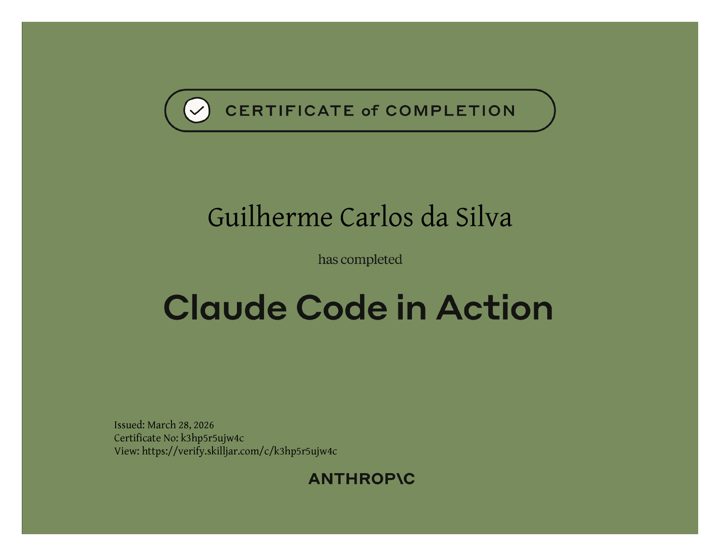 CERTIFICATE of COMPLETION
Guilherme Carlos da Silva
has completed
Claude Code in Action
Issued: March 28, 2026
Certificate No: k3hp5r5ujw4c
View: https://verify.skilljar.com/c/k3hp5r5ujw4c
ANTHROP\C